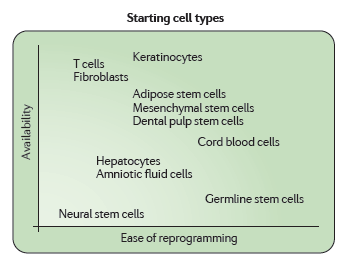 Starting cell types
Keratinocytes
T cells
Fibroblasts
Adipose stem cells
Mesenchymal stem cells
Dental pulp stem cells
Cord blood cells
Hepatocytes
Amniotic fluid cells
Germline stem cells
Neural stem cells
Availability
Ease of reprogramming